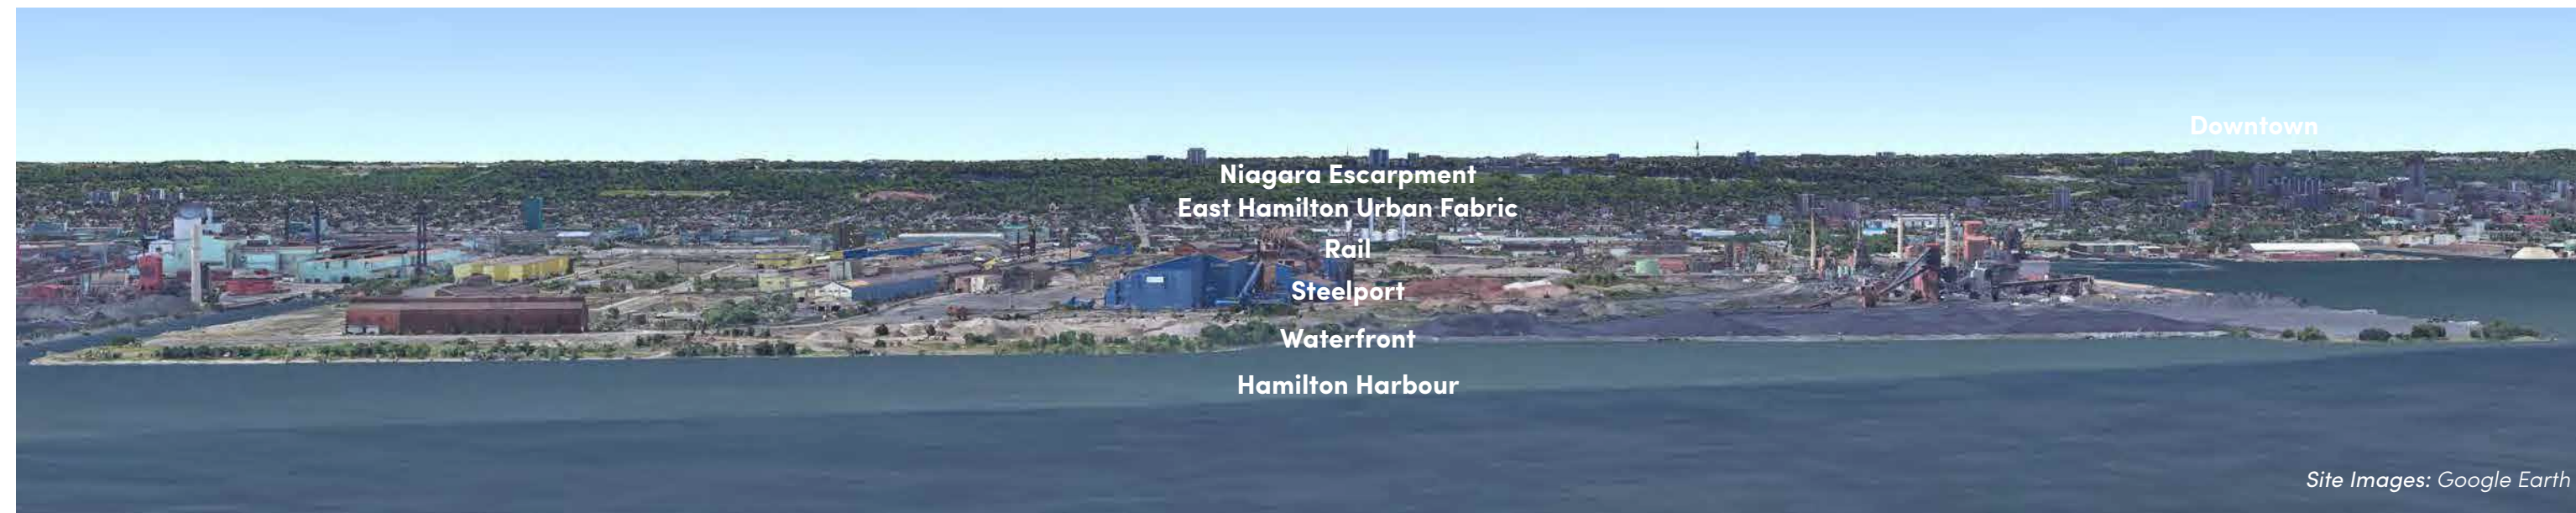 Downtown
Niagara Escarpment
East Hamilton Urban Fabric
Rail
Steelport
Waterfront
Hamilton Harbour
Site Images: Google Earth